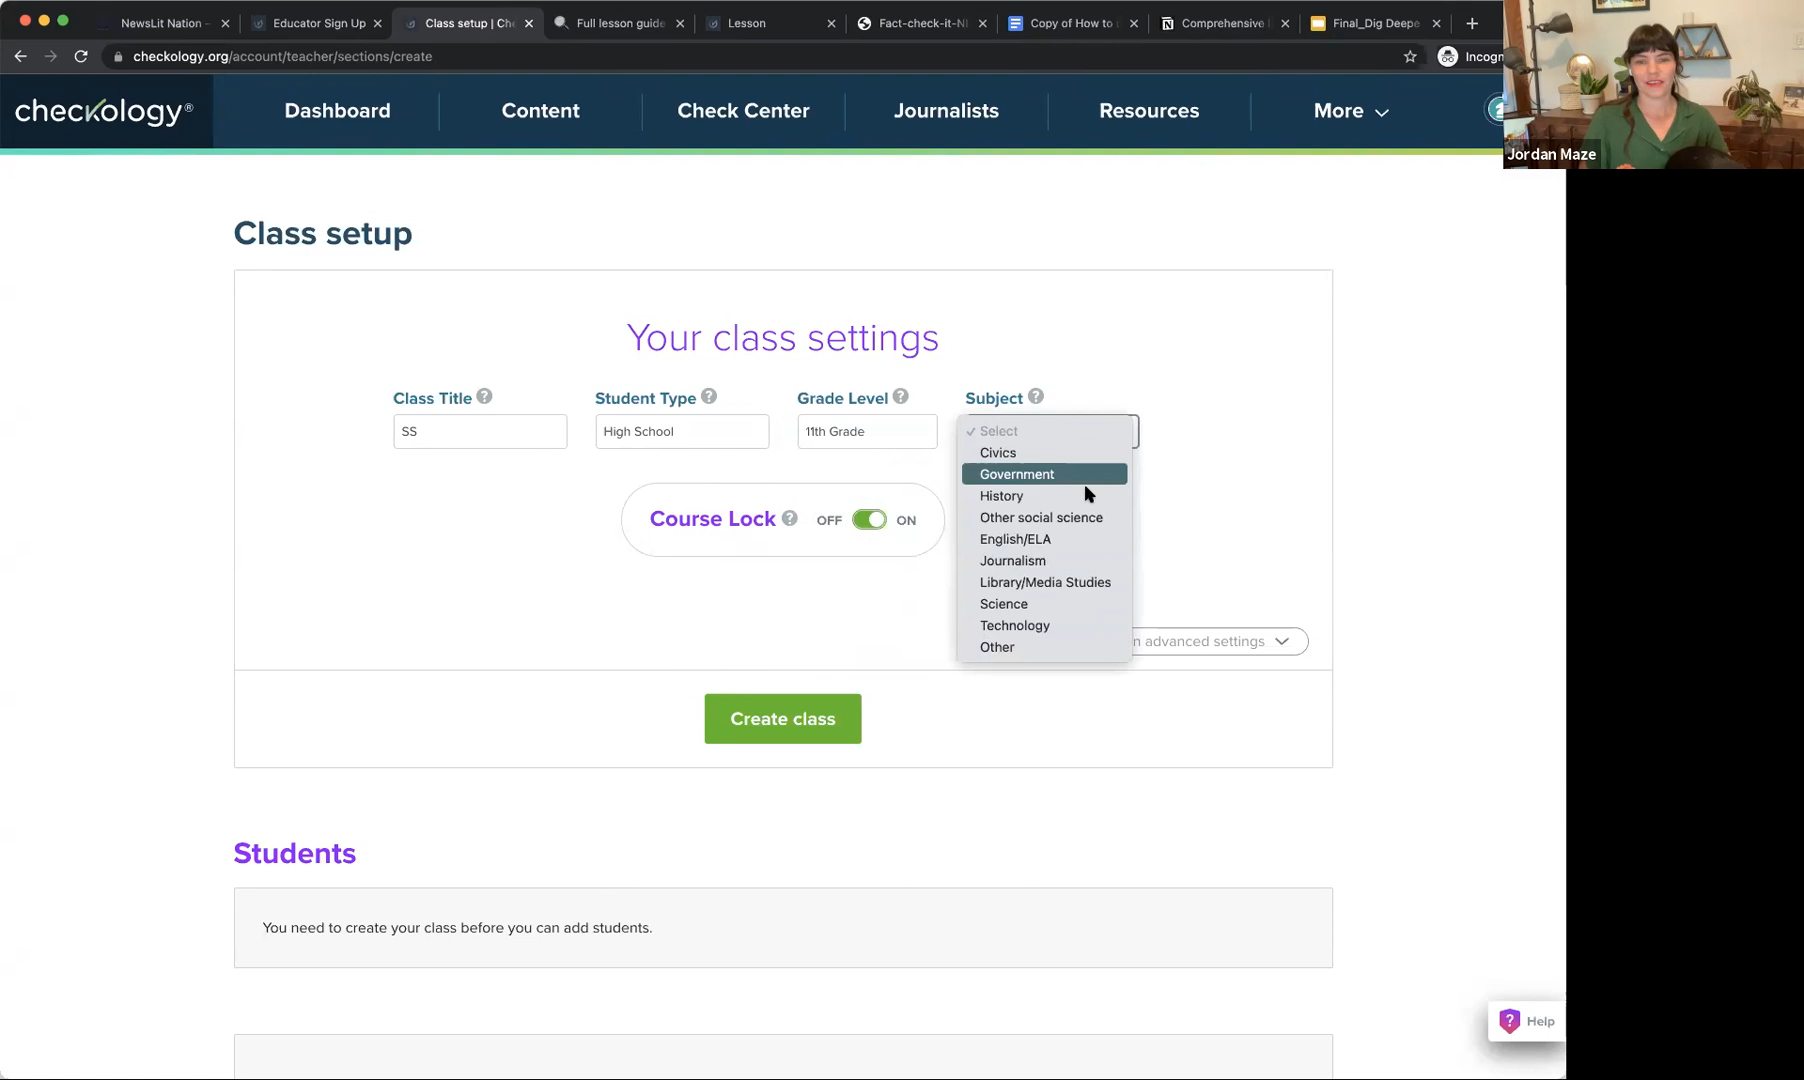 NewsLit Nation -
Educator Sign Up
Class setup | Che
Full lesson guide
Lesson
Fact-check-it-NL
Copy of How to
Comprehensive
Final_Dig Deepe
checkology.org/account/teacher/sections/create
Incogn
checkology®
Dashboard
Content
Check Center
Journalists
Resources
More
Jordan Maze
Class setup
Your class settings
Class Title ?
Student Type ?
Grade Level ?
Subject ?
SS
High School
11th Grade
✓ Select
Civics
Government
History
Other social science
English/ELA
Journalism
Library/Media Studies
Science
Technology
Other
Course Lock ? OFF ON
n advanced settings
Create class
Students
You need to create your class before you can add students.
? Help